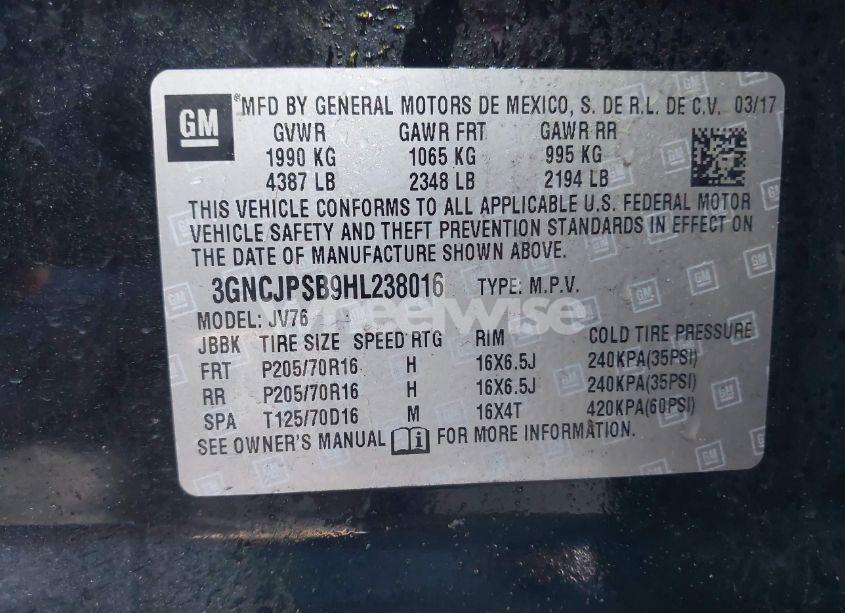 GM
*MFD BY GENERAL MOTORS DE MEXICO, S. DE R.L. DE C.V. 03/17
GVWR GAWR FRT GAWR RR
1990 KG 1065 KG 995 KG
4387 LB 2348 LB 2194 LB
THIS VEHICLE CONFORMS TO ALL APPLICABLE U.S. FEDERAL MOTOR
VEHICLE SAFETY AND THEFT PREVENTION STANDARDS IN EFFECT ON
THE DATE OF MANUFACTURE SHOWN ABOVE.
3GNCJPSB9HL238016 TYPE: M.P.V.
MODEL: JV76
wheelwise
JBBK TIRE SIZE SPEED RTG RIM COLD TIRE PRESSURE
FRT P205/70R16 H 16X6.5J 240KPA(35PSI)
RR P205/70R16 H 16X6.5J 240KPA(35PSI)
SPA T125/70D16 M 16X4T 420KPA(60PSI)
SEE OWNER'S MANUAL FOR MORE INFORMATION.